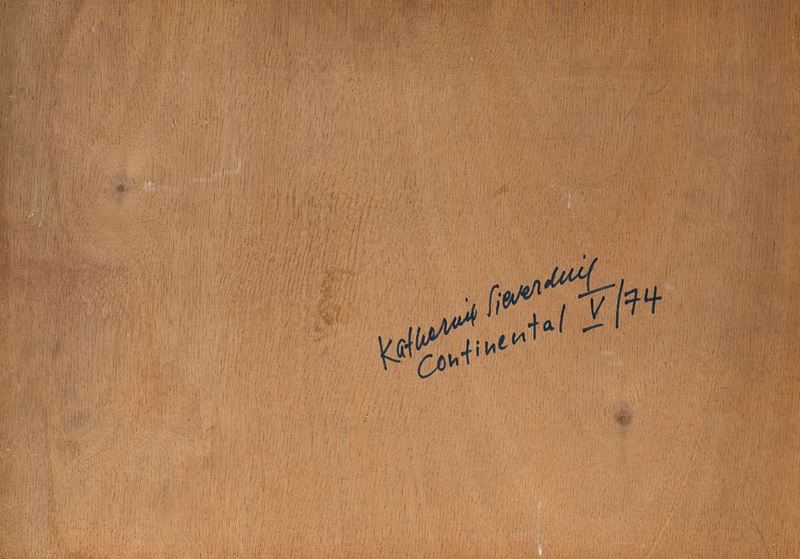 Katharina Sieverding
Continental V/74